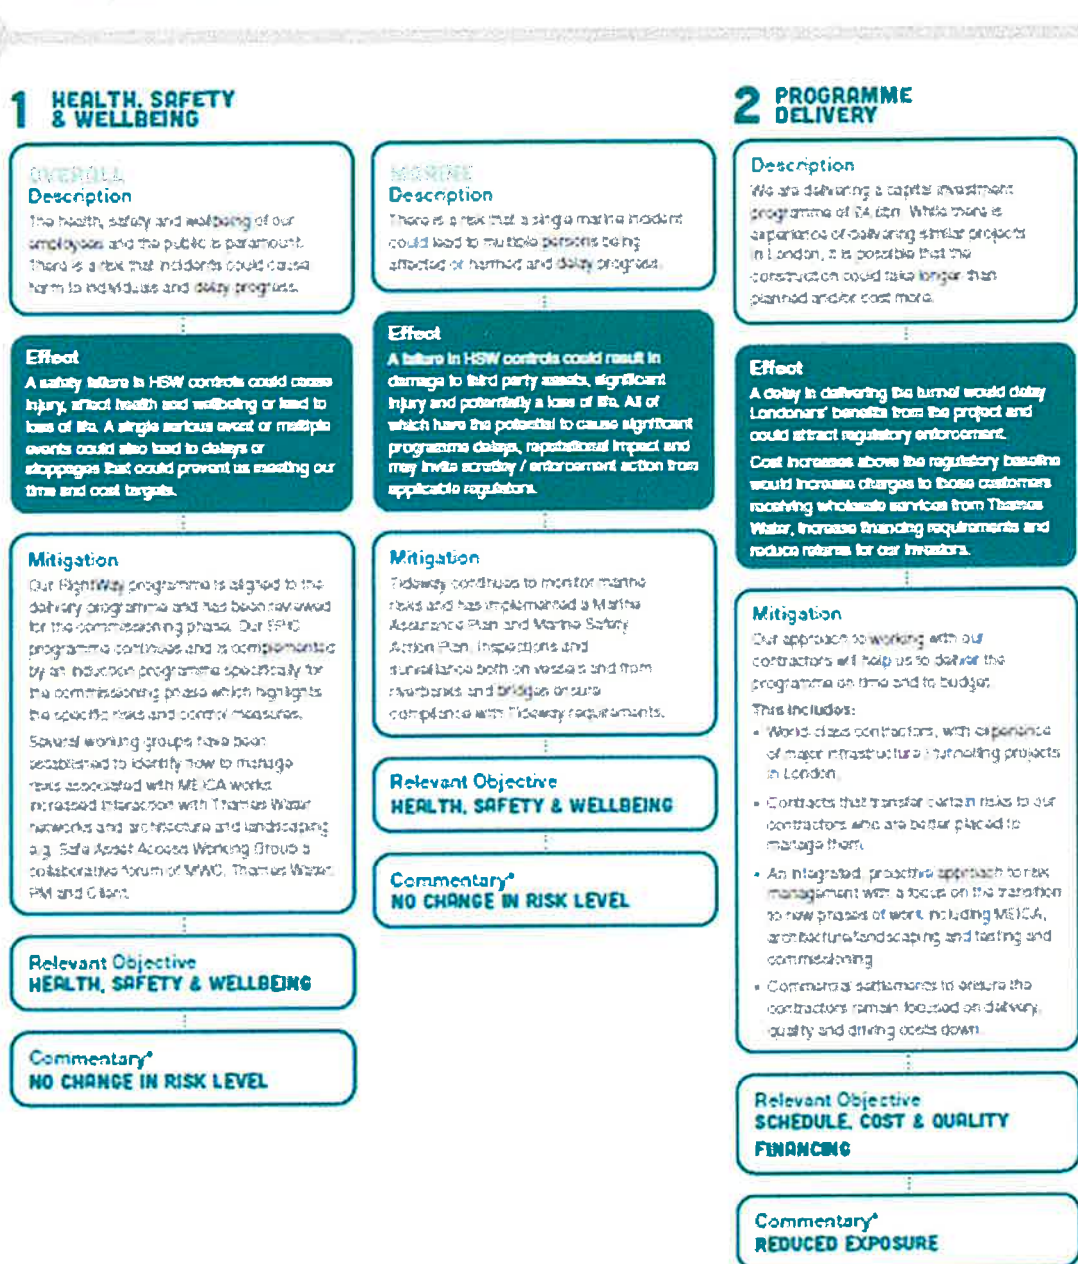 1 HEALTH, SAFETY
& WELLBEING
OVERALL
Description
The health, safety and wellbeing of our
employees and the public is paramount.
There is a risk that incidents could cause
harm to individuals and delay progress.
Effect
A safety failure in HSW controls could cause
injury, affect health and wellbeing or lead to
loss of life. A single serious event or multiple
events could also lead to delays or
stoppages that could prevent us meeting our
time and cost targets.
Mitigation
Our RightWay programme is aligned to the
delivery programme and has been reviewed
for the commissioning phase. Our EPIC
programme continues and is complemented
by an induction programme specifically for
the commissioning phase which highlights
the specific risks and control measures.
Several working groups have been
established to identify how to manage
risks associated with MEICA works
increased interaction with Thames Water
networks and architecture and landscaping
e.g. Safe Asset Access Working Group a
collaborative forum of MWC, Thames Water,
PM and Client.
Relevant Objective
HEALTH, SAFETY & WELLBEING
Commentary*
NO CHANGE IN RISK LEVEL
MARINE
Description
There is a risk that a single marine incident
could lead to multiple persons being
affected or harmed and delay progress.
Effect
A failure in HSW controls could result in
damage to third party assets, significant
injury and potentially a loss of life. All of
which have the potential to cause significant
programme delays, reputational impact and
may invite scrutiny / enforcement action from
applicable regulators.
Mitigation
Tideway continues to monitor marine
risks and has implemented a Marine
Assurance Plan and Marine Safety
Action Plan. Inspections and
surveillance both on vessels and from
riverbanks and bridges ensure
compliance with Tideway requirements.
Relevant Objective
HEALTH, SAFETY & WELLBEING
Commentary*
NO CHANGE IN RISK LEVEL
2 PROGRAMME
DELIVERY
Description
We are delivering a capital investment
programme of While there is
experience of delivering similar projects
in London, it is possible that the
construction could take longer than
planned and/or cost more.
Effect
A delay in delivering the tunnel would delay
Londoners' benefits from the project and
could attract regulatory enforcement.
Cost increases above the regulatory baseline
would increase charges to those customers
receiving wholesale services from Thames
Water, increase financing requirements and
reduce returns for our investors.
Mitigation
Our approach to working with our
contractors will help us to deliver the
programme on time and to budget.
This includes:
• World-class contractors, with experience
of major infrastructure / tunnelling projects
in London.
• Contracts that transfer certain risks to our
contractors who are better placed to
manage them.
• An integrated, proactive approach to risk
management with a focus on the transition
to new phases of work including MEICA,
architecture/landscaping and testing and
commissioning
• Commercial settlements to ensure the
contractors remain focused on delivery,
quality and driving costs down.
Relevant Objective
SCHEDULE, COST & QUALITY
FINANCING
Commentary*
REDUCED EXPOSURE